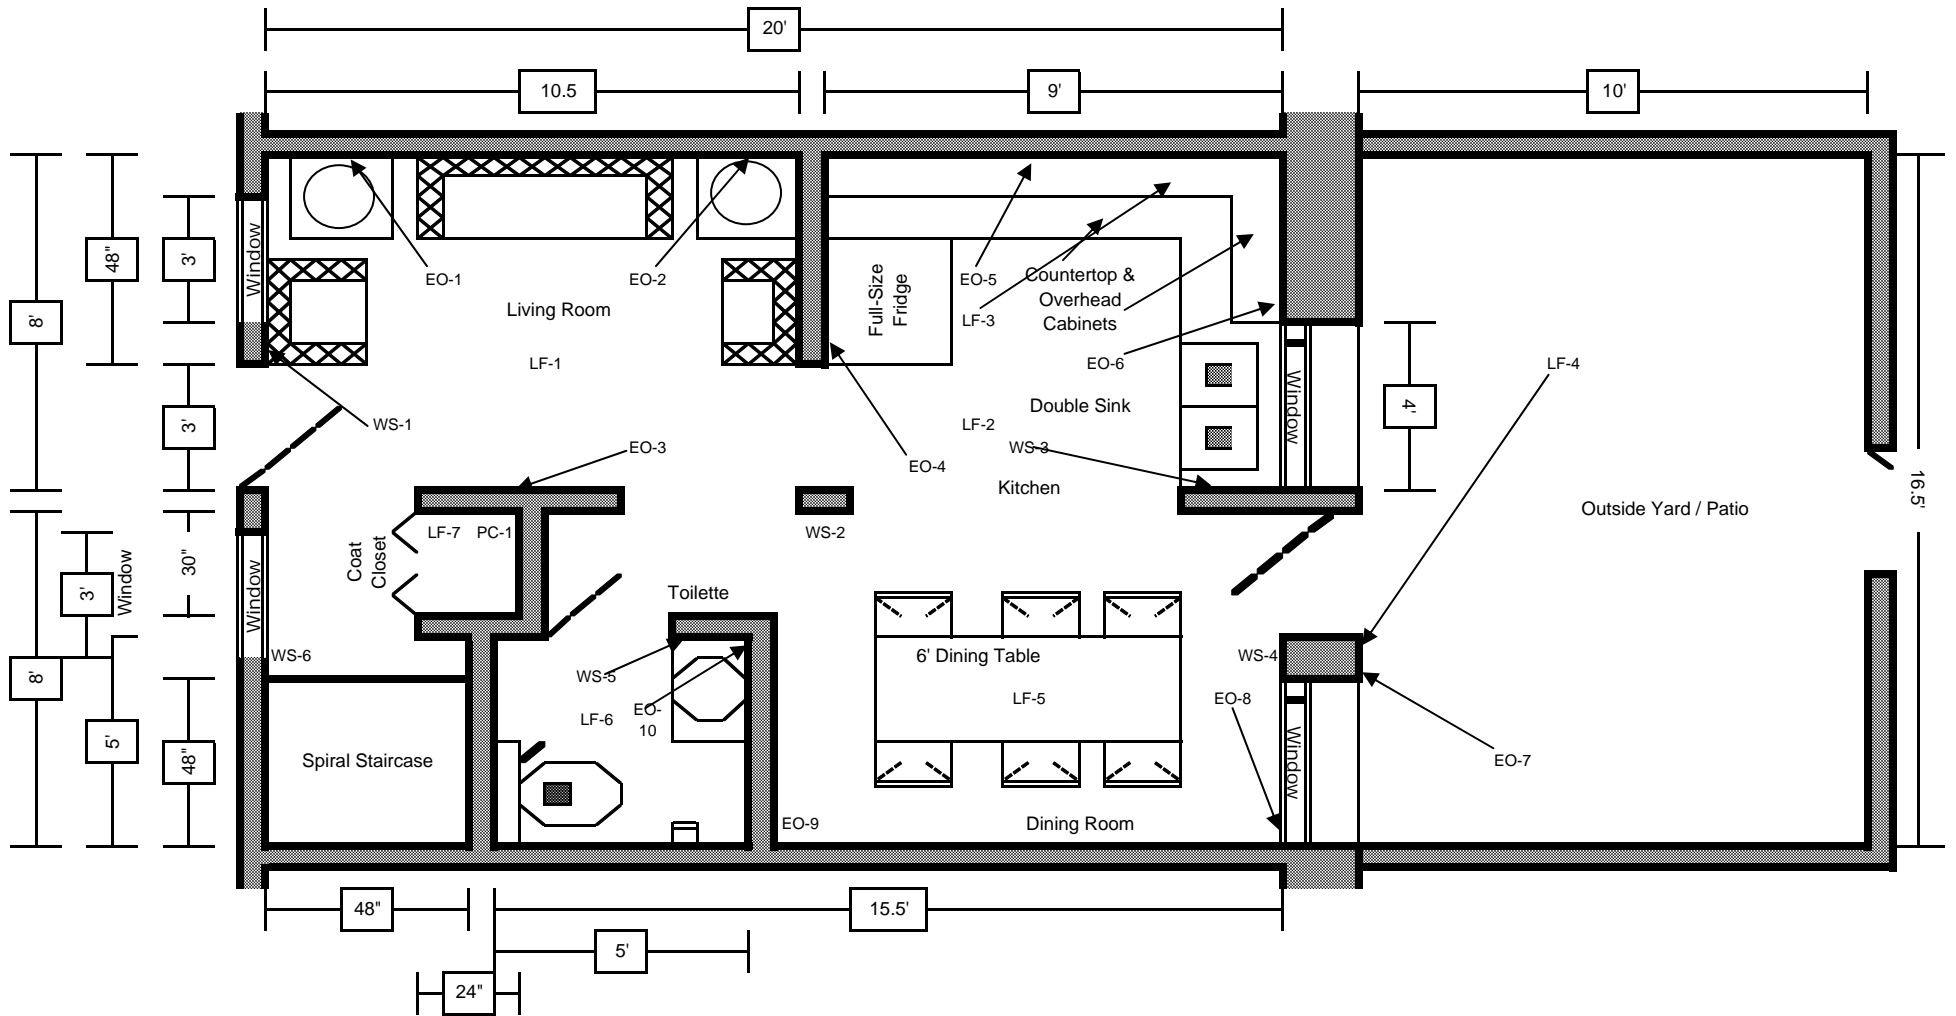 20'
10.5
9'
10'
48"
3'
Window
8'
EO-1
EO-2
Living Room
LF-1
Full-Size
Fridge
EO-5
LF-3
Countertop &
Overhead
Cabinets
EO-6
Double Sink
Window
4'
LF-4
3'
WS-1
EO-3
EO-4
LF-2
WS-3
Kitchen
16.5'
Outside Yard / Patio
30"
3'
Window
Window
Coat
Closet
LF-7
PC-1
WS-2
Toilette
8'
5'
48"
WS-6
WS-5
LF-6
EO-
10
6' Dining Table
LF-5
WS-4
EO-8
Window
EO-7
Spiral Staircase
EO-9
Dining Room
48"
15.5'
5'
24"